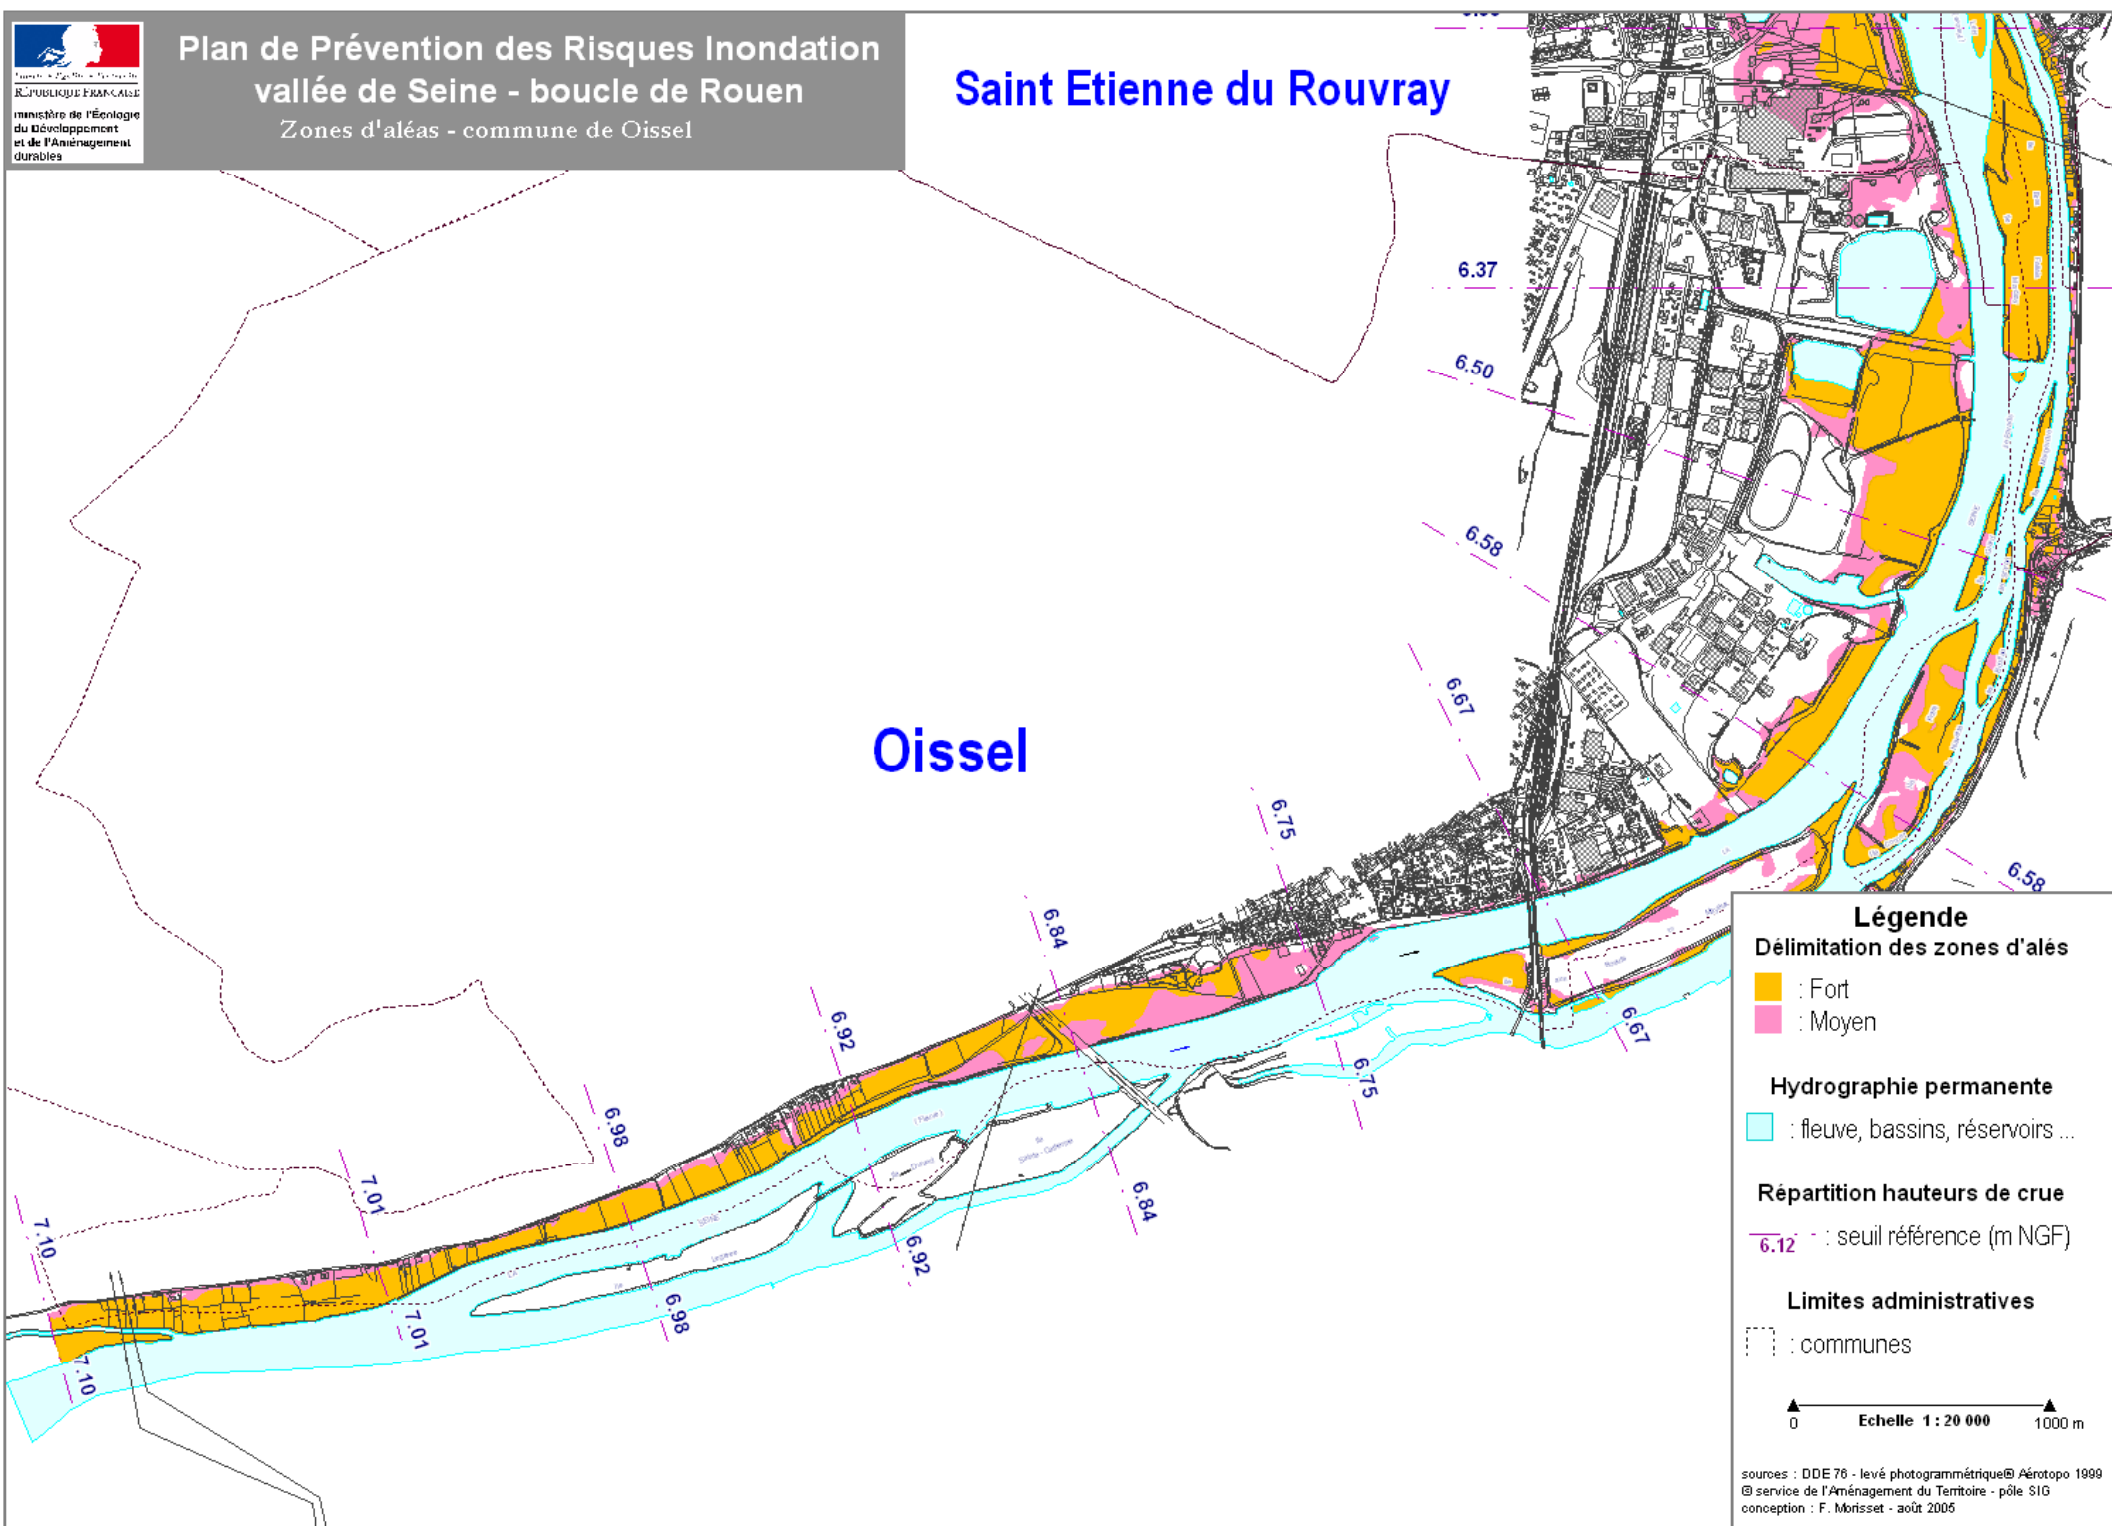 RÉPUBLIQUE FRANÇAISE
ministère de l'Écologie
du Développement
et de l'Aménagement
durables
Plan de Prévention des Risques Inondation
vallée de Seine - boucle de Rouen
Zones d'aléas - commune de Oissel
Saint Etienne du Rouvray
6.37
6.50
6.58
6.67
Oissel
6.75
6.84
6.92
6.98
7.01
7.10
6.58
6.67
6.75
6.84
6.92
6.98
7.01
7.10
Légende
Délimitation des zones d'alés
: Fort
: Moyen
Hydrographie permanente
: fleuve, bassins, réservoirs ...
Répartition hauteurs de crue
6.12 : seuil référence (m NGF)
Limites administratives
: communes
0 Echelle 1 : 20 000 1000 m
sources : DDE 76 - levé photogrammétrique® Aérotopo 1999
© service de l'Aménagement du Territoire - pôle SIG
conception : F. Morisset - août 2005